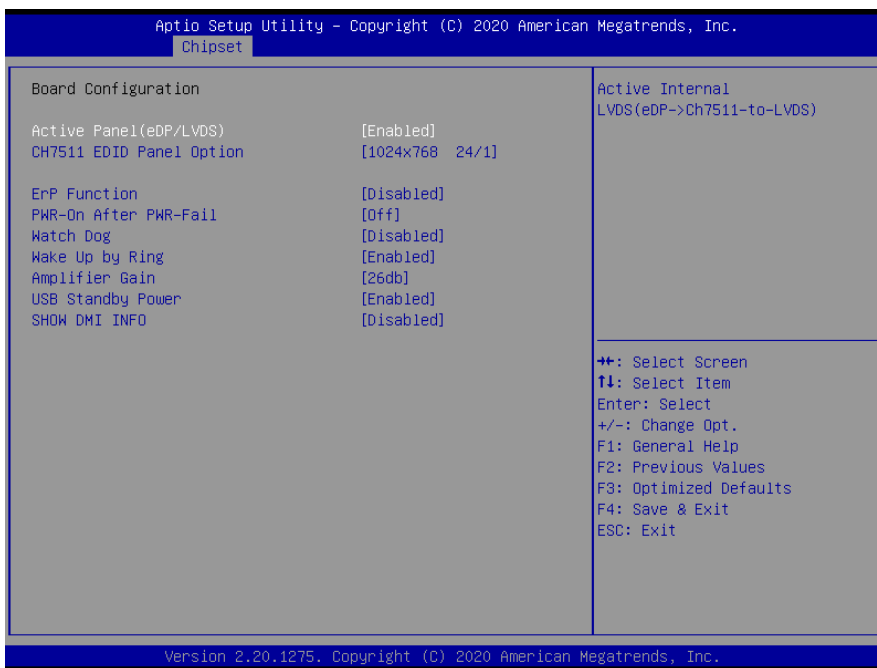 Aptio Setup Utility – Copyright (C) 2020 American Megatrends, Inc.
Chipset
Board Configuration
Active Panel(eDP/LVDS) [Enabled]
CH7511 EDID Panel Option [1024x768 24/1]
ErP Function [Disabled]
PWR-On After PWR-Fail [Off]
Watch Dog [Disabled]
Wake Up by Ring [Enabled]
Amplifier Gain [26db]
USB Standby Power [Enabled]
SHOW DMI INFO [Disabled]
Active Internal
LVDS(eDP->Ch7511-to-LVDS)
→←: Select Screen
↑↓: Select Item
Enter: Select
+/-: Change Opt.
F1: General Help
F2: Previous Values
F3: Optimized Defaults
F4: Save & Exit
ESC: Exit
Version 2.20.1275. Copyright (C) 2020 American Megatrends, Inc.